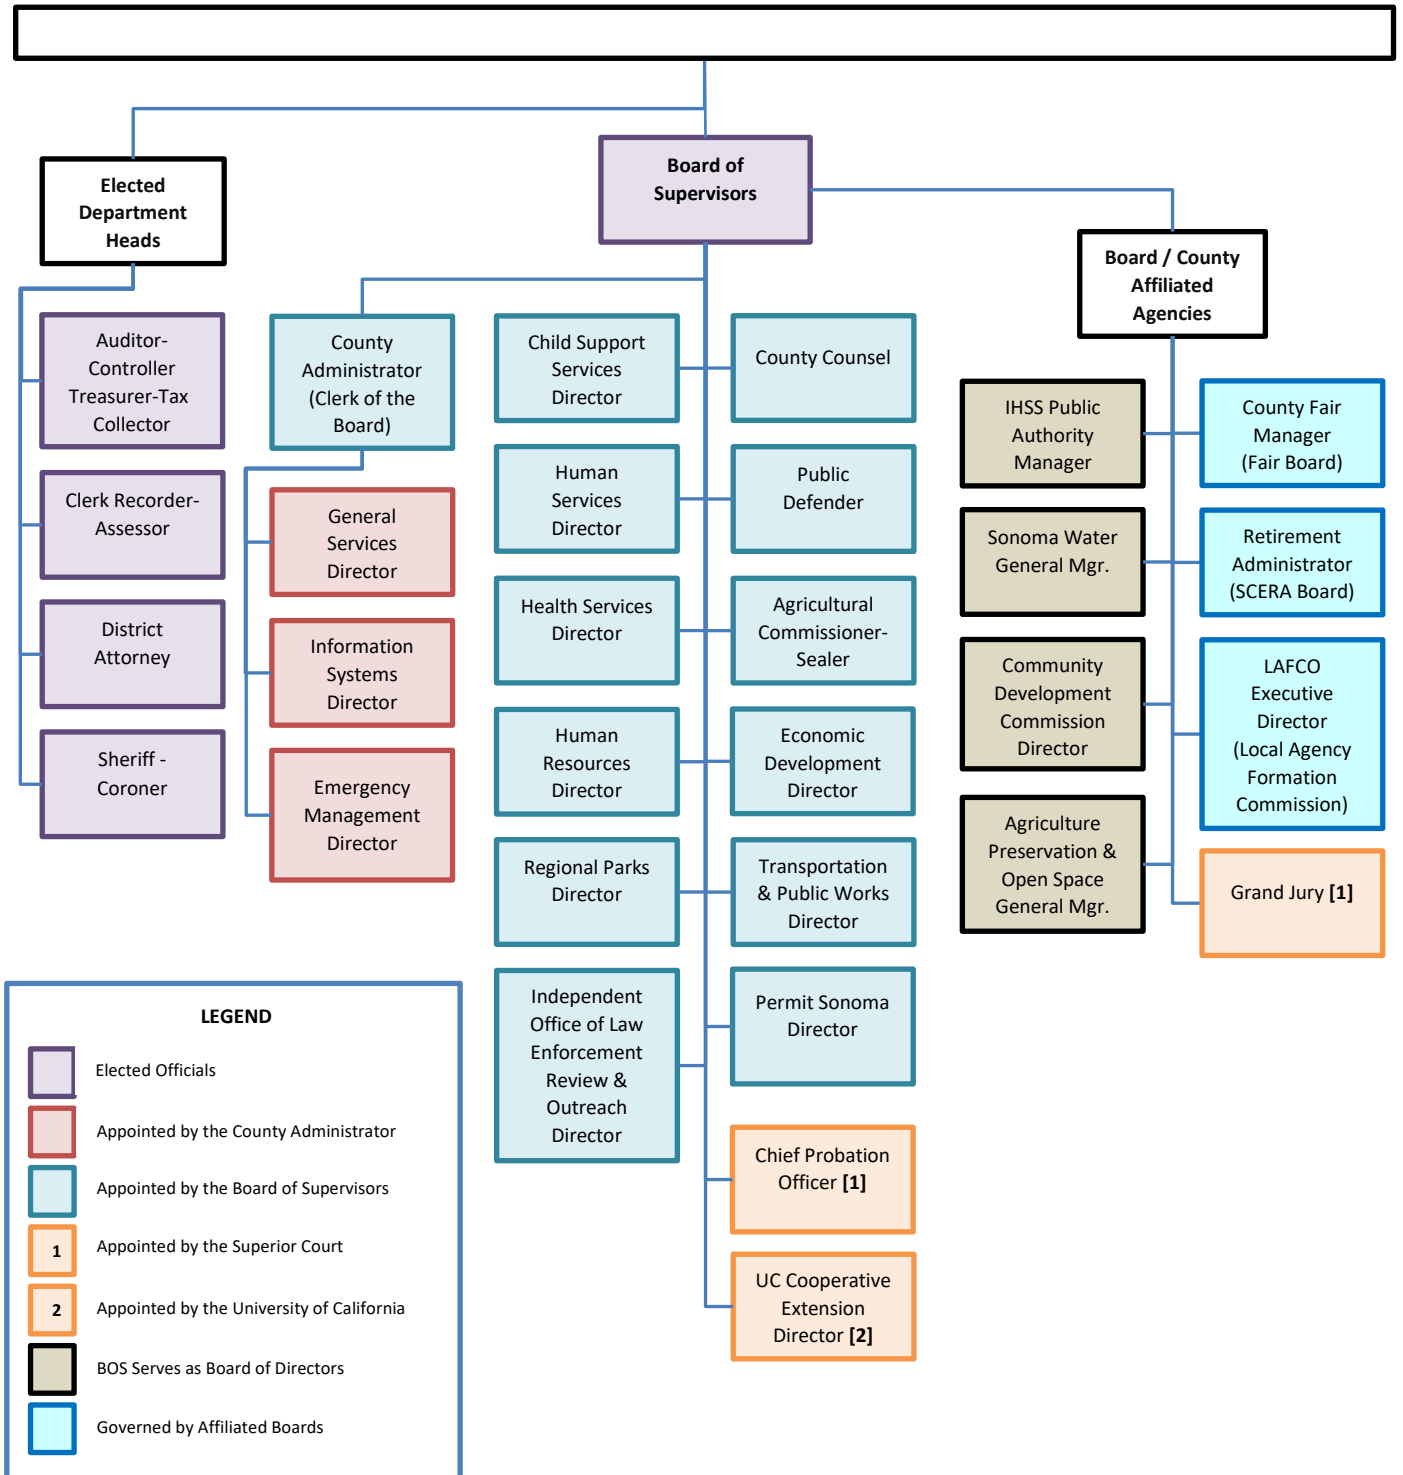 Board of
Supervisors
Elected
Department
Heads
Board / County
Affiliated
Agencies
Auditor-
Controller
Treasurer-Tax
Collector
Clerk Recorder-
Assessor
District
Attorney
Sheriff -
Coroner
County
Administrator
(Clerk of the
Board)
General
Services
Director
Information
Systems
Director
Emergency
Management
Director
Child Support
Services
Director
County Counsel
Human
Services
Director
Public
Defender
Health Services
Director
Agricultural
Commissioner-
Sealer
Human
Resources
Director
Economic
Development
Director
Regional Parks
Director
Transportation
& Public Works
Director
Independent
Office of Law
Enforcement
Review &
Outreach
Director
Permit Sonoma
Director
Chief Probation
Officer [1]
UC Cooperative
Extension
Director [2]
IHSS Public
Authority
Manager
County Fair
Manager
(Fair Board)
Sonoma Water
General Mgr.
Retirement
Administrator
(SCERA Board)
Community
Development
Commission
Director
LAFCO
Executive
Director
(Local Agency
Formation
Commission)
Agriculture
Preservation &
Open Space
General Mgr.
Grand Jury [1]
LEGEND
Elected Officials
Appointed by the County Administrator
Appointed by the Board of Supervisors
1 Appointed by the Superior Court
2 Appointed by the University of California
BOS Serves as Board of Directors
Governed by Affiliated Boards